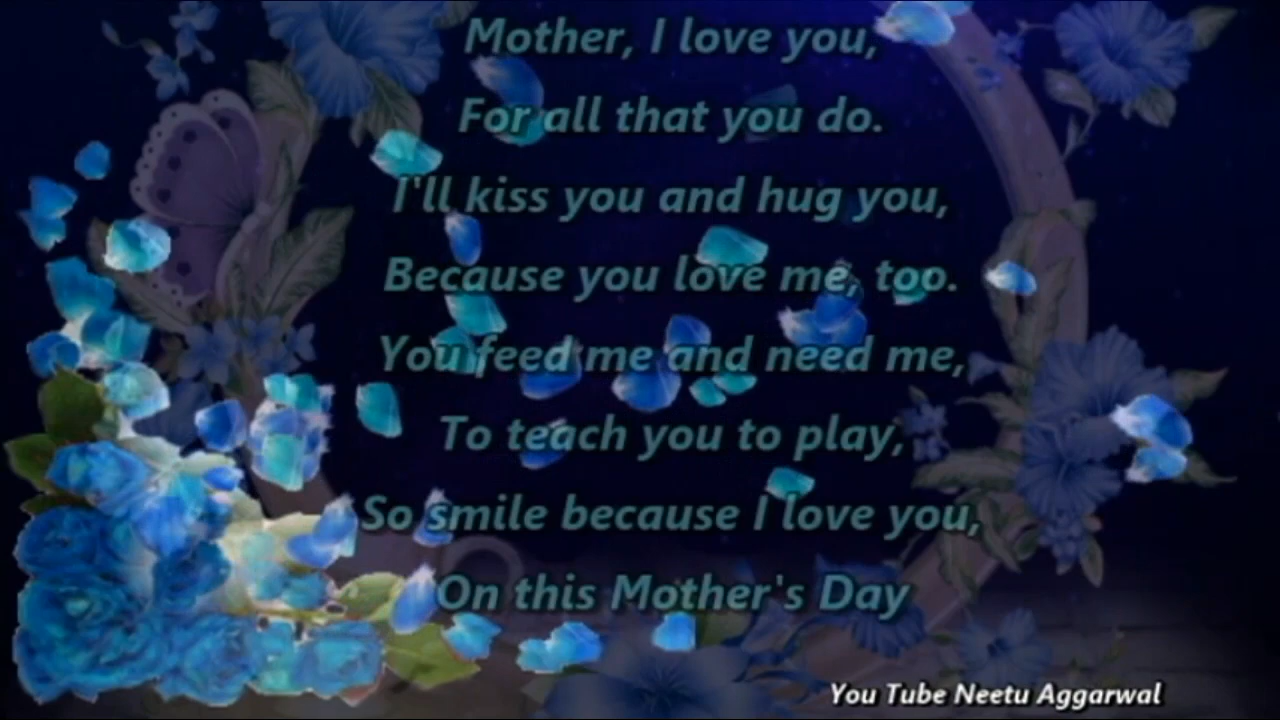 Mother, I love you,
For all that you do.
I'll kiss you and hug you,
Because you love me, too.
You feed me and need me,
To teach you to play,
So smile because I love you,
On this Mother's Day
You Tube Neetu Aggarwal